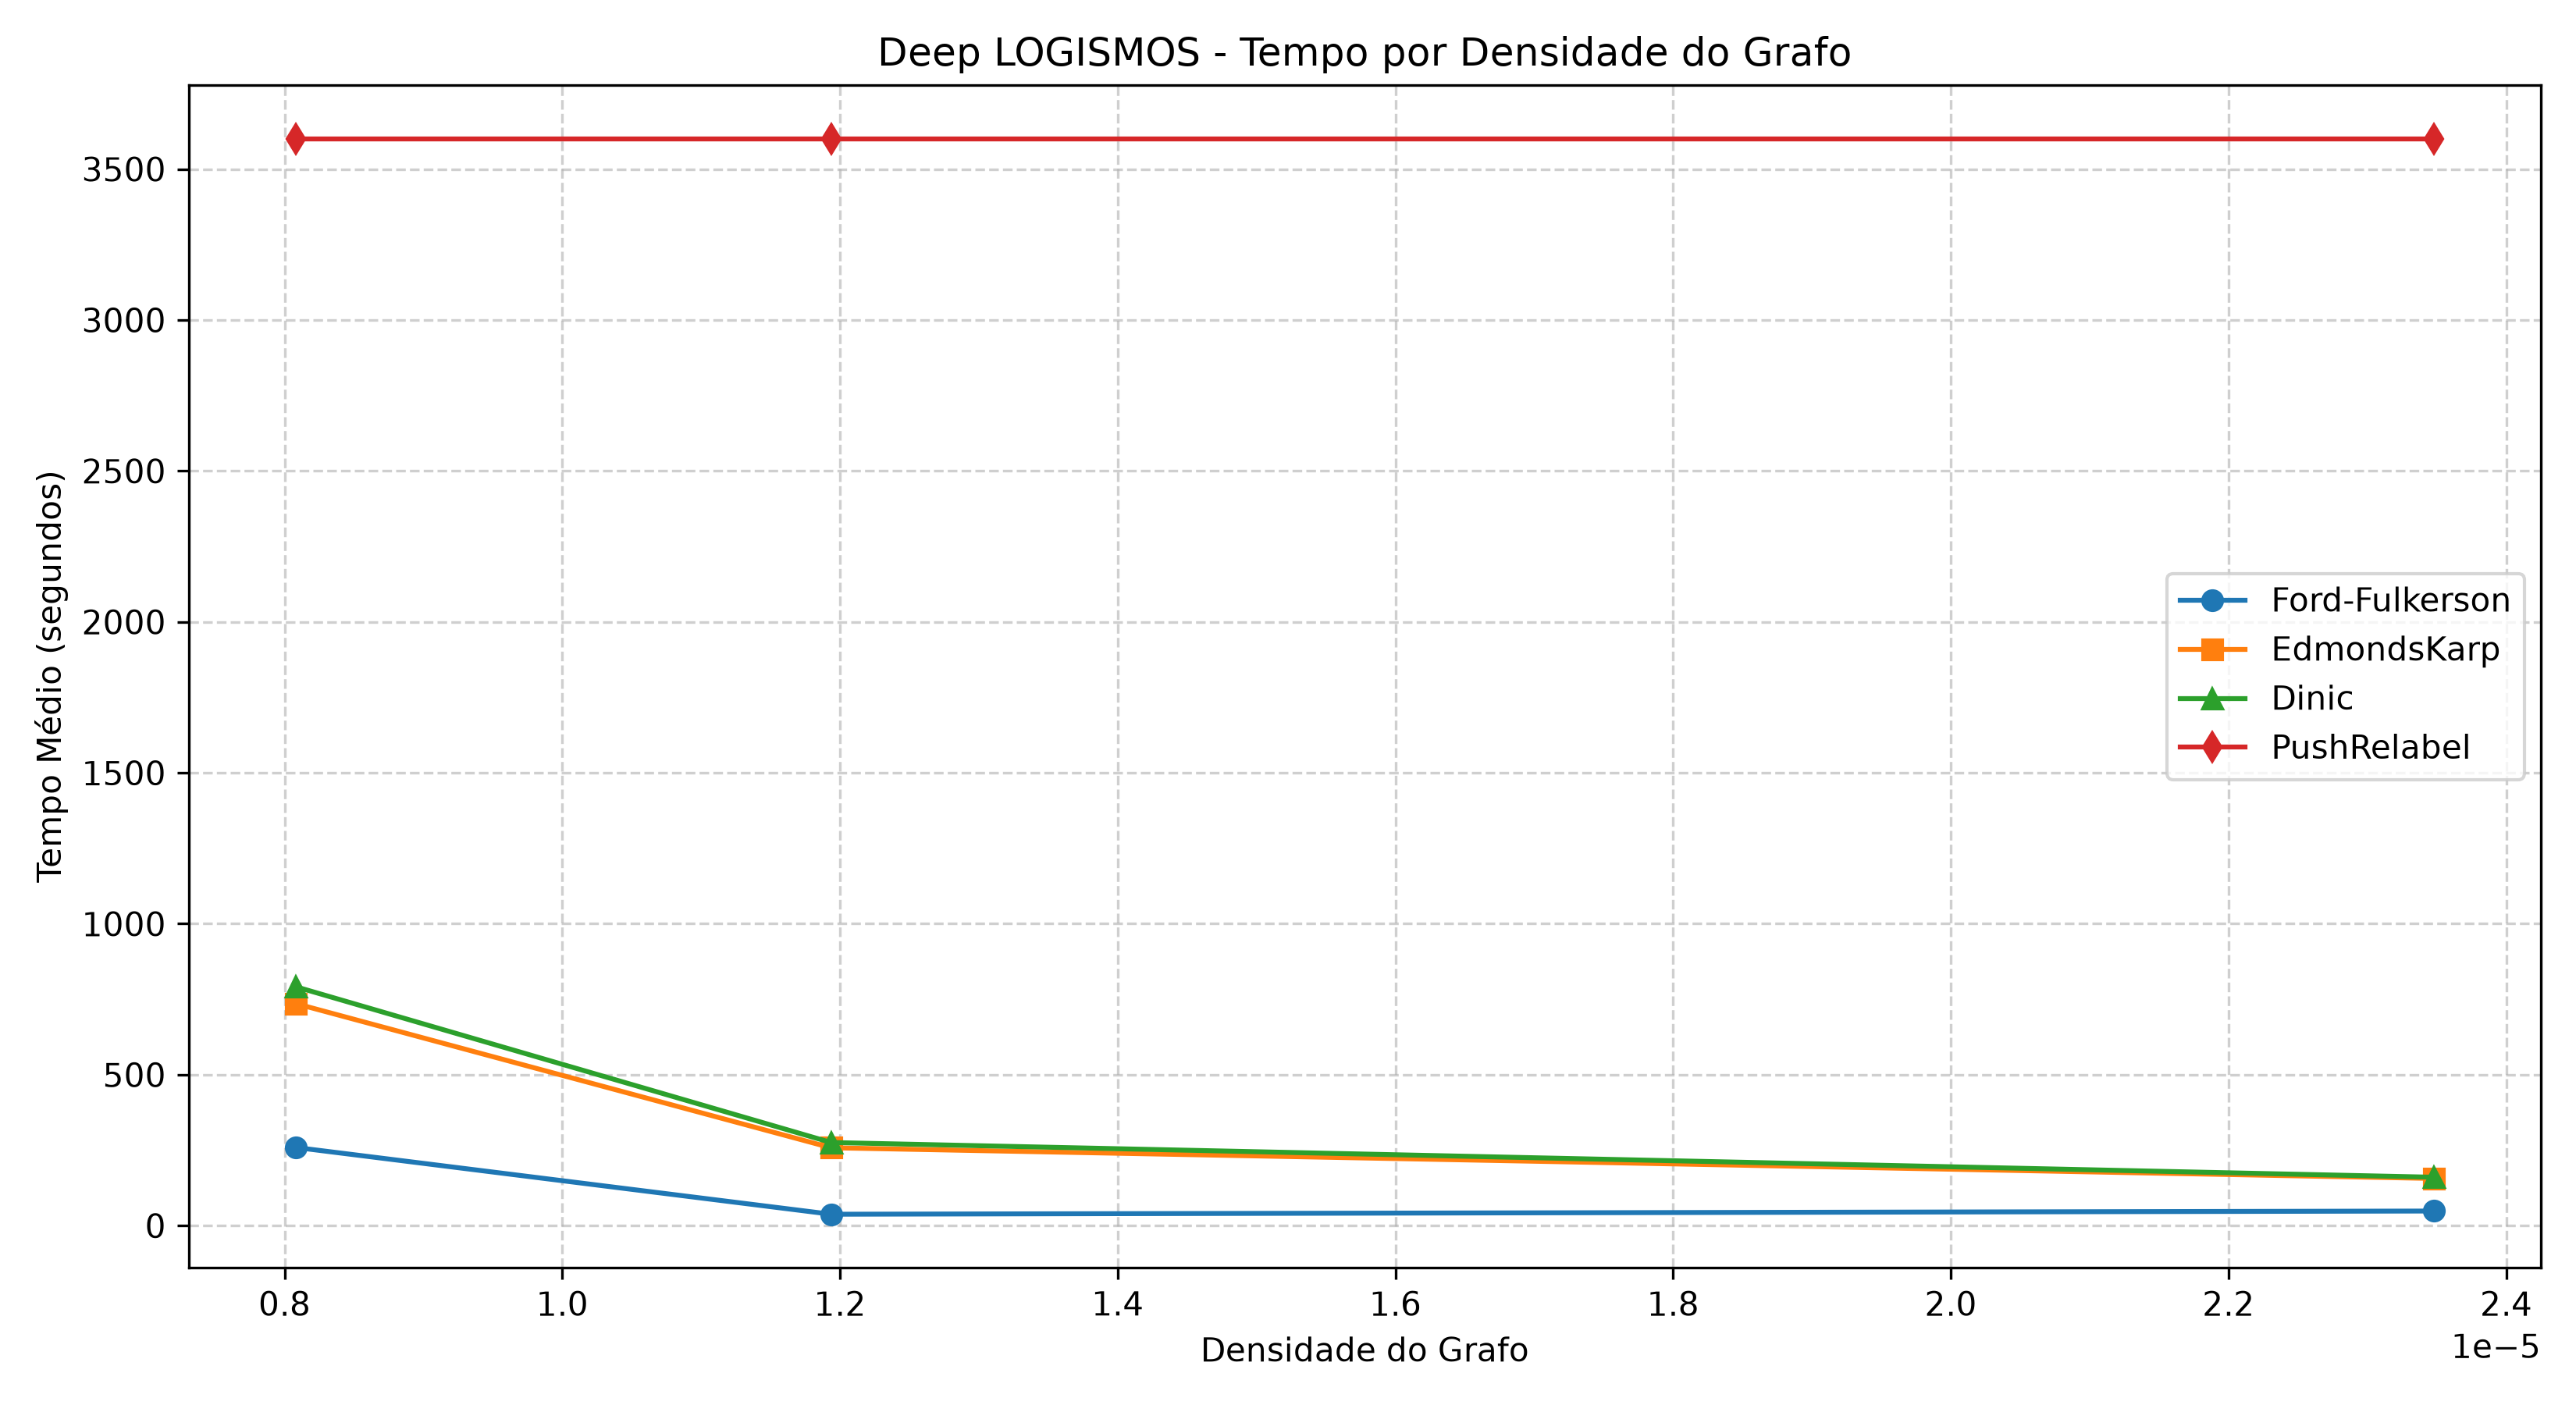 Deep LOGISMOS - Tempo por Densidade do Grafo
Tempo Médio (segundos)
3500
3000
2500
2000
1500
1000
500
0
Ford-Fulkerson
EdmondsKarp
Dinic
PushRelabel
0.8 1.0 1.2 1.4 1.6 1.8 2.0 2.2 2.4
1e−5
Densidade do Grafo